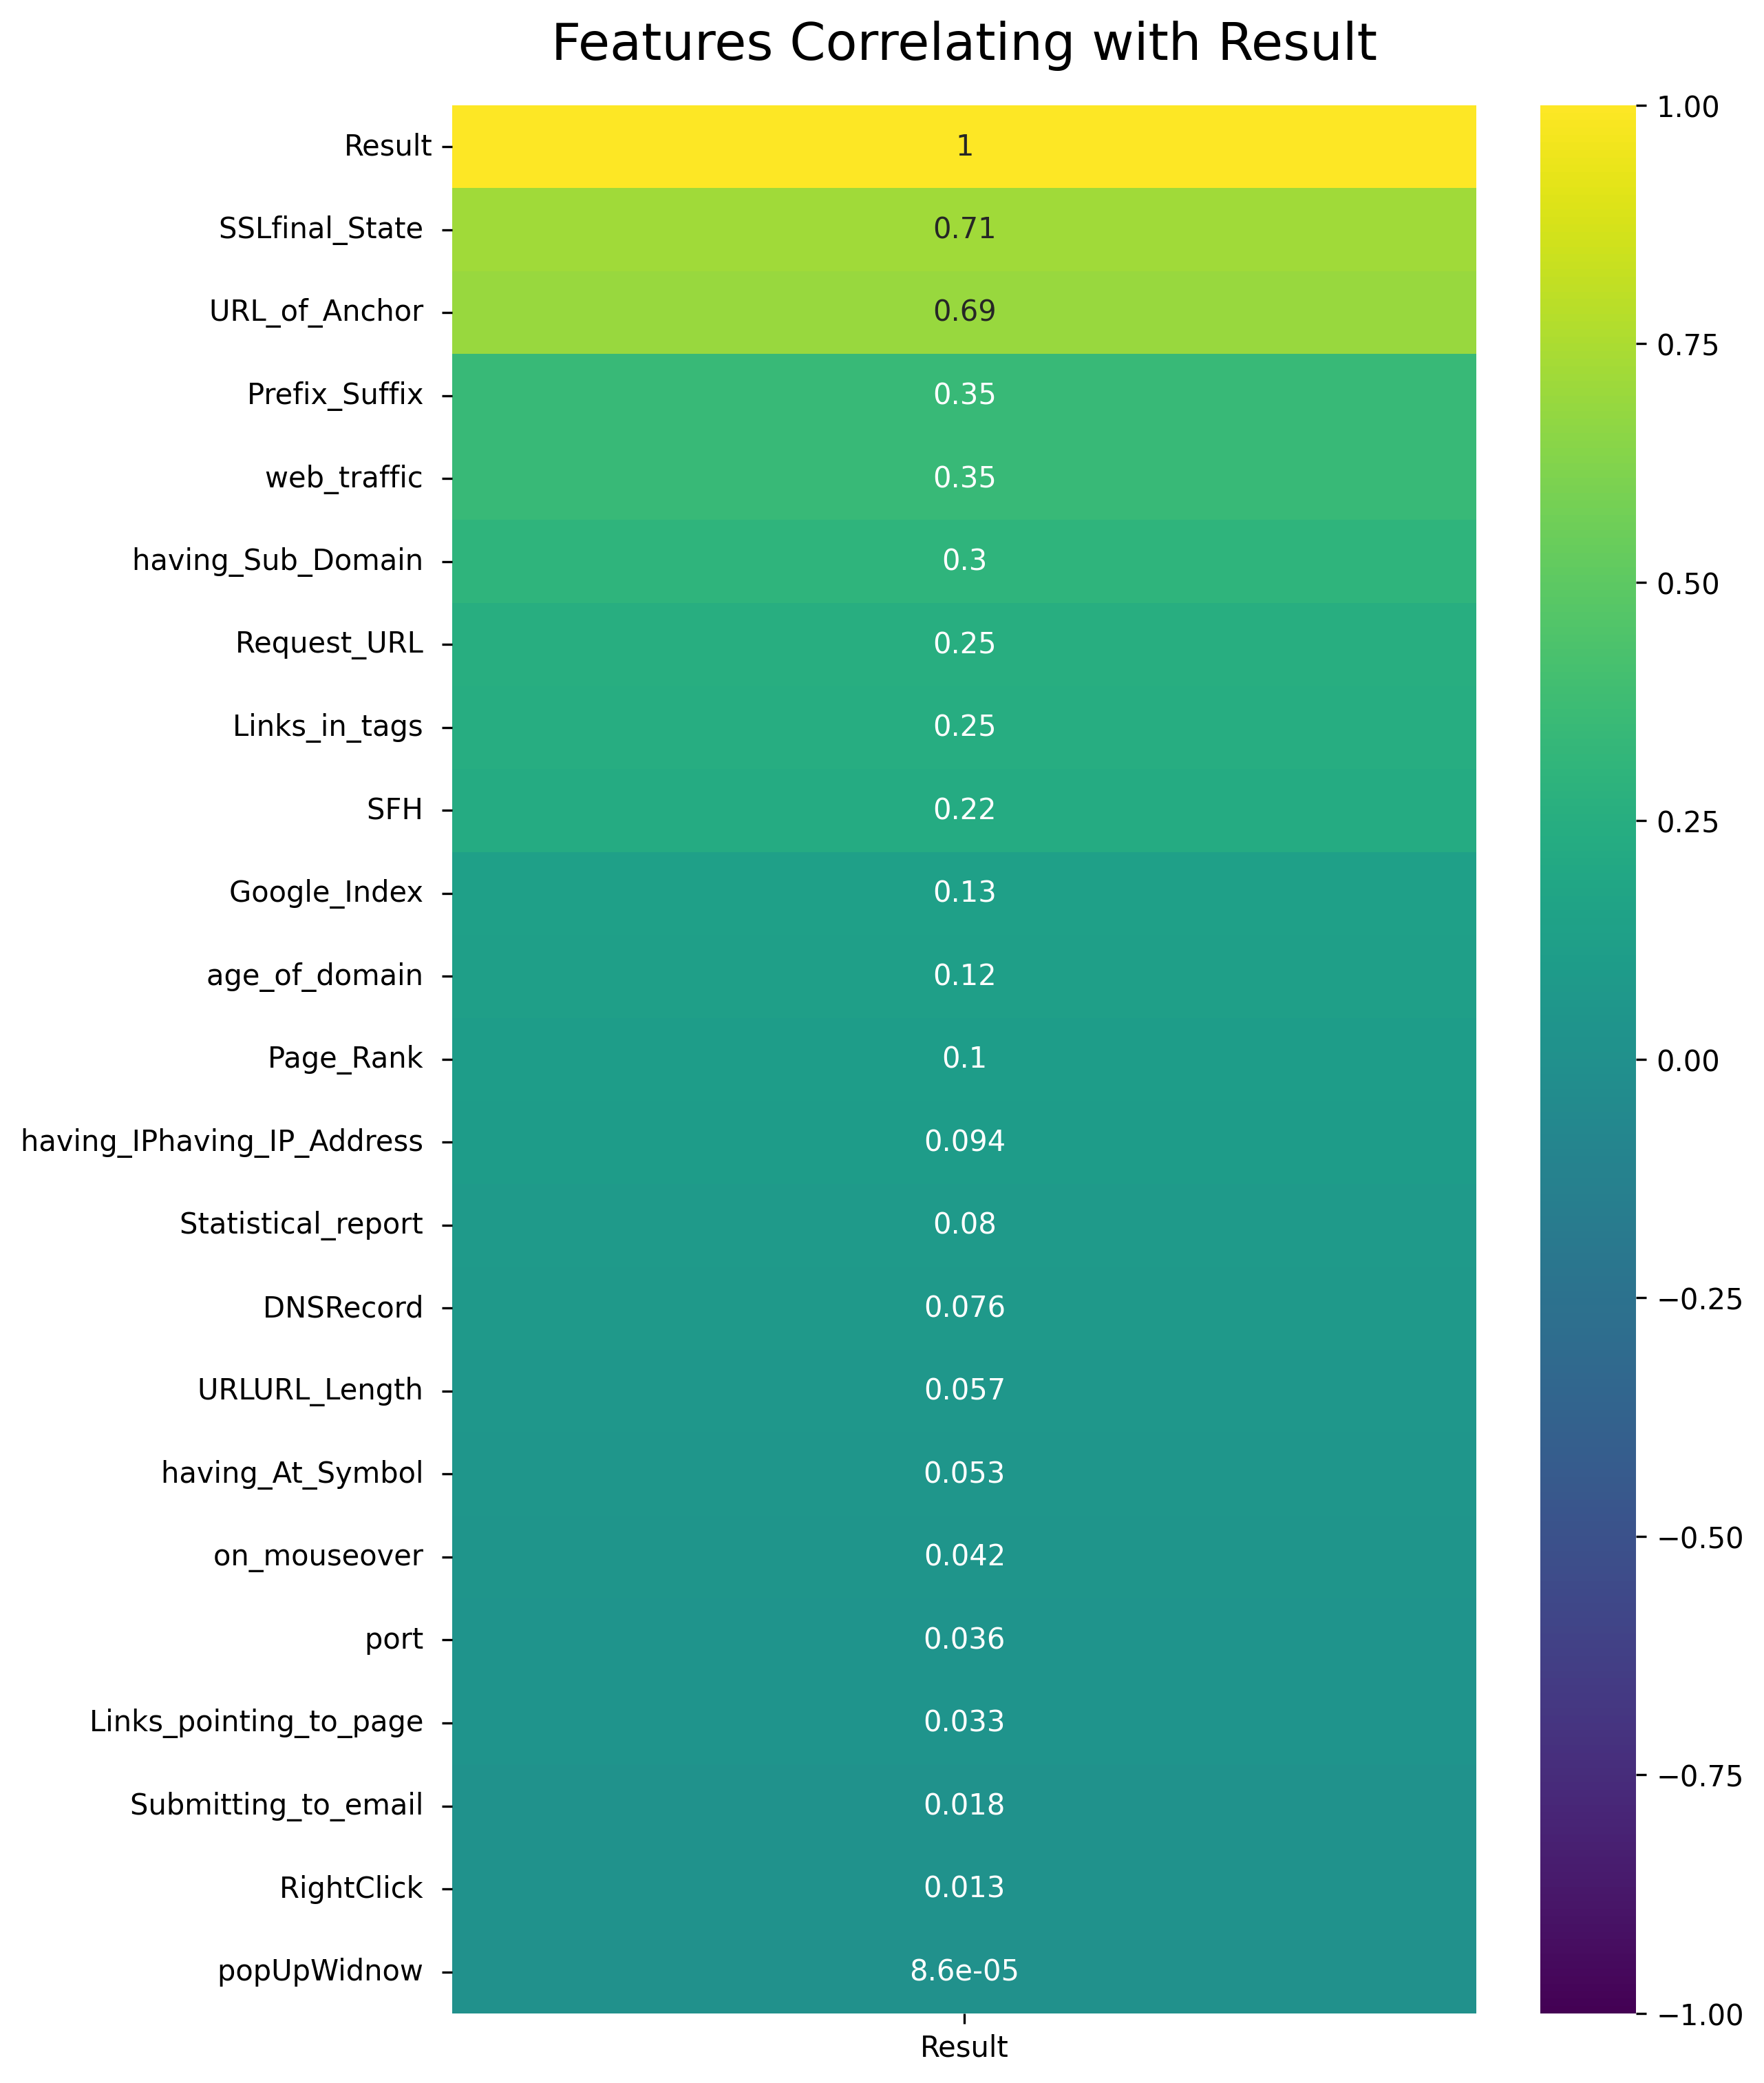 Features Correlating with Result
Result 1
SSLfinal_State 0.71
URL_of_Anchor 0.69
Prefix_Suffix 0.35
web_traffic 0.35
having_Sub_Domain 0.3
Request_URL 0.25
Links_in_tags 0.25
SFH 0.22
Google_Index 0.13
age_of_domain 0.12
Page_Rank 0.1
having_IPhaving_IP_Address 0.094
Statistical_report 0.08
DNSRecord 0.076
URLURL_Length 0.057
having_At_Symbol 0.053
on_mouseover 0.042
port 0.036
Links_pointing_to_page 0.033
Submitting_to_email 0.018
RightClick 0.013
popUpWidnow 8.6e-05
Result
1.00
0.75
0.50
0.25
0.00
−0.25
−0.50
−0.75
−1.00